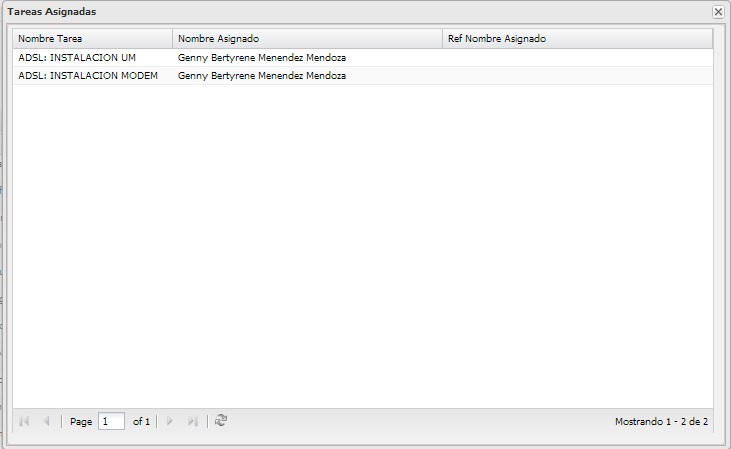 Tareas Asignadas
Nombre Tarea Nombre Asignado Ref Nombre Asignado
ADSL: INSTALACION UM Genny Bertyrene Menendez Mendoza
ADSL: INSTALACION MODEM Genny Bertyrene Menendez Mendoza
Page 1 of 1 Mostrando 1 - 2 de 2